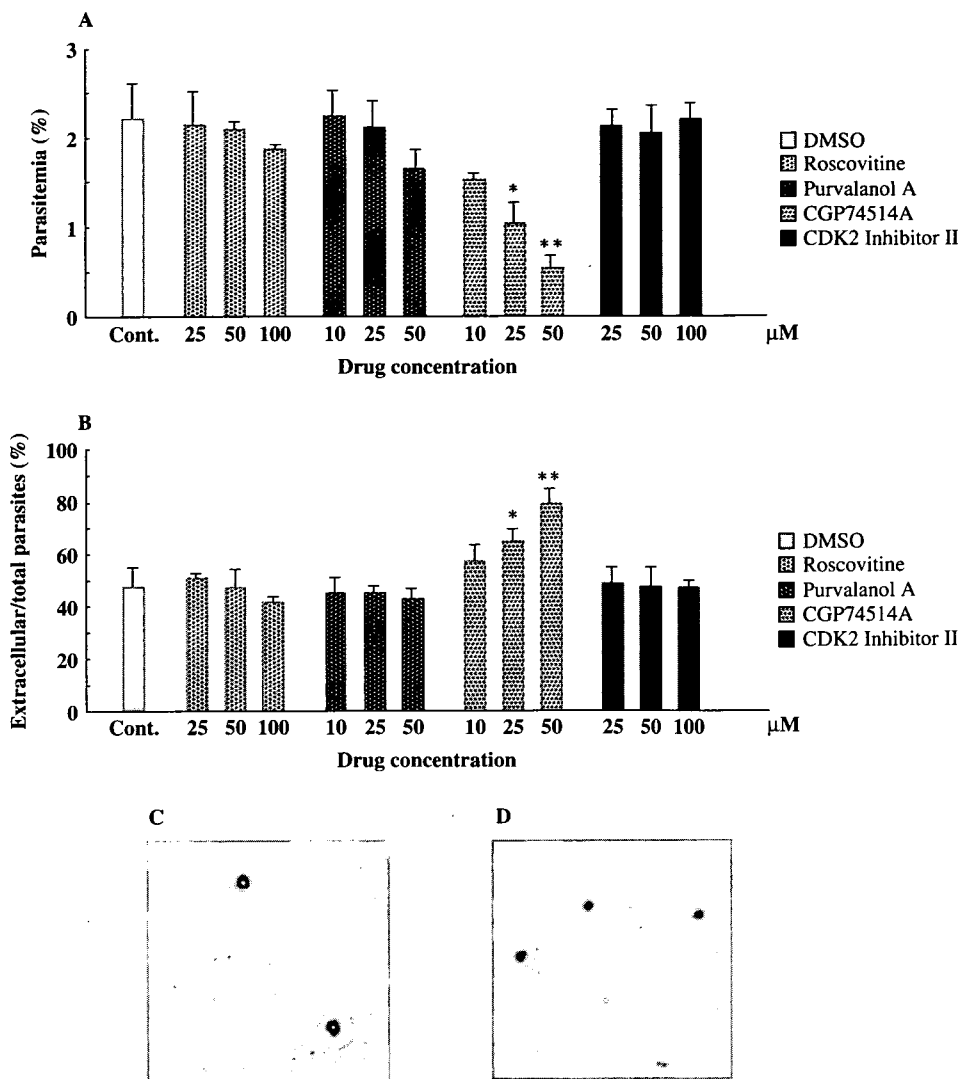 A
3
2
1
0
Parasitemia (%)
**
*
DMSO
Roscovitine
Purvalanol A
CGP74514A
CDK2 Inhibitor II
Cont. 25 50 100 10 25 50 10 25 50 25 50 100 μM
Drug concentration
B
100
80
60
40
20
0
Extracellular/total parasites (%)
**
*
DMSO
Roscovitine
Purvalanol A
CGP74514A
CDK2 Inhibitor II
Cont. 25 50 100 10 25 50 10 25 50 25 50 100 μM
Drug concentration
C
D